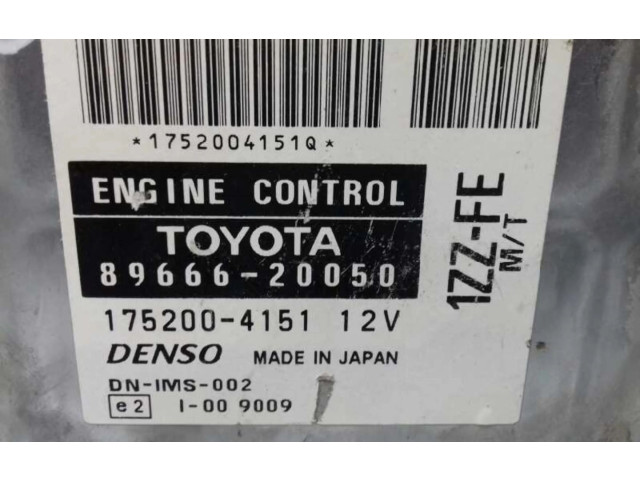 *1752004151Q*
ENGINE CONTROL
TOYOTA
89666-20050
175200-4151 12V
DENSO MADE IN JAPAN
DN-IMS-002
e2 I-00 9009
1ZZ-FE
M/T